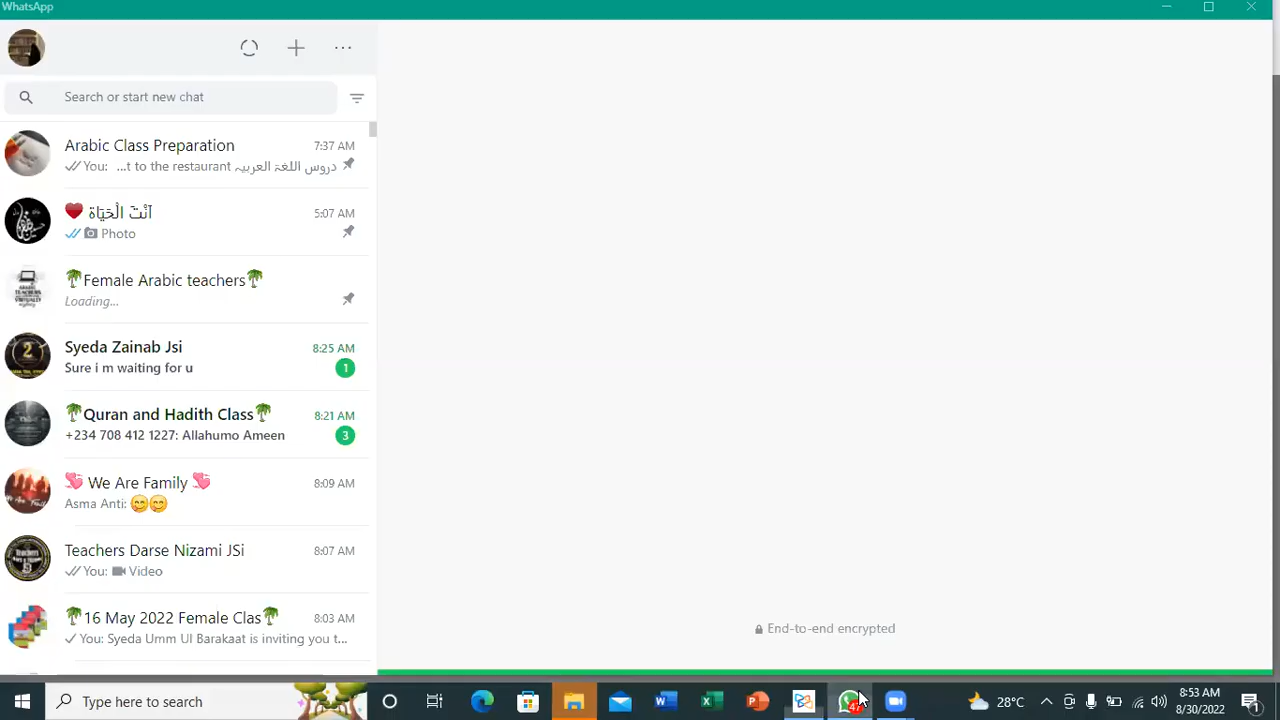 WhatsApp
Search or start new chat
Arabic Class Preparation
7:37 AM
You: ...t to the restaurant دروس اللغة العربية
❤️ أَنْتَ الْحَيَاة
5:07 AM
Photo
🌴Female Arabic teachers🌴
Loading...
Syeda Zainab Jsi
8:25 AM
Sure i m waiting for u
1
🌴Quran and Hadith Class🌴
8:21 AM
+234 708 412 1227: Allahumo Ameen
3
💞 We Are Family 💞
8:09 AM
Asma Anti: 😋😋
Teachers Darse Nizami JSi
8:07 AM
You: Video
🌴16 May 2022 Female Clas🌴
8:03 AM
You: Syeda Umm Ul Barakaat is inviting you t...
End-to-end encrypted
Type here to search
47
28°C
8:53 AM
8/30/2022
1